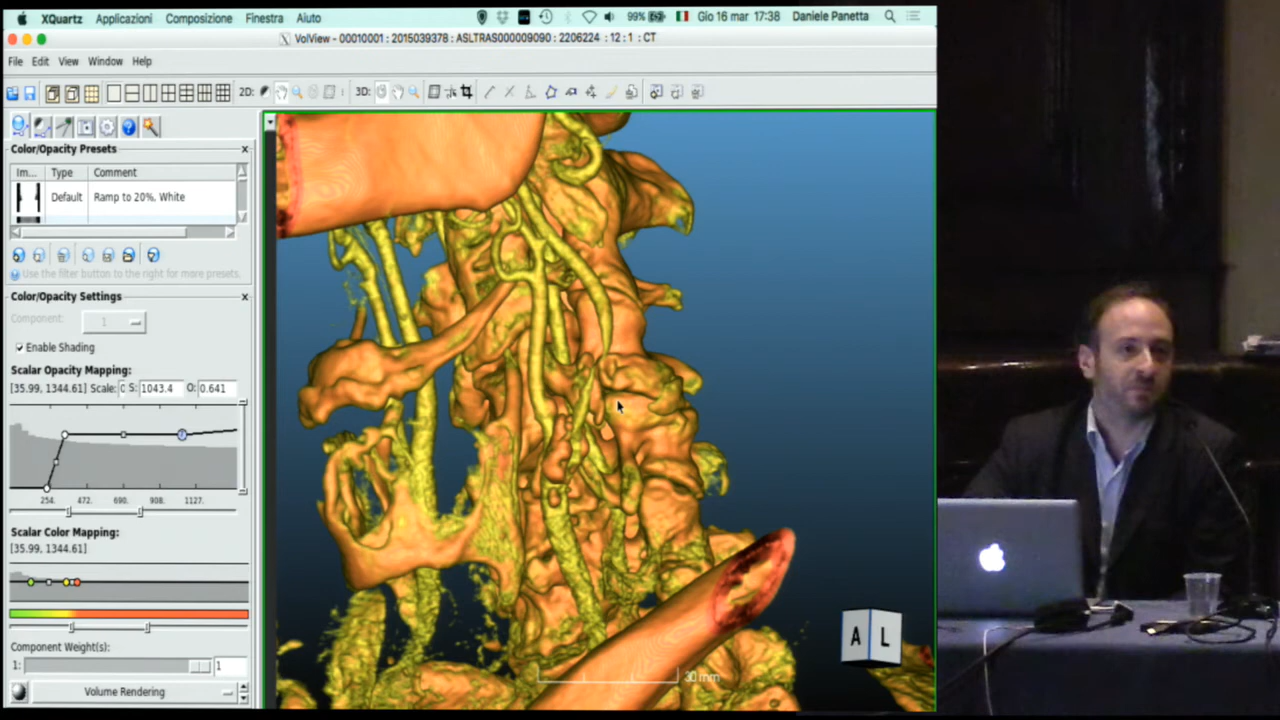 XQuartz Applicazioni Composizione Finestra Aiuto 99% Gio 16 mar 17:38 Daniele Panetta
VolView - 00010001 : 2015039378 : ASLTRAS000009090 : 2206224 : 12 : 1 : CT
File Edit View Window Help
2D: 3D:
Color/Opacity Presets x
Im... Type Comment
Default Ramp to 20%, White
Use the filter button to the right for more presets.
Color/Opacity Settings x
Component: 1
Enable Shading
Scalar Opacity Mapping:
[35.99, 1344.61] Scale: S: 1043.4 O: 0.641
254. 472. 690. 908. 1127.
Scalar Color Mapping:
[35.99, 1344.61]
Component Weight(s):
1: 1
Volume Rendering
A L
30 mm